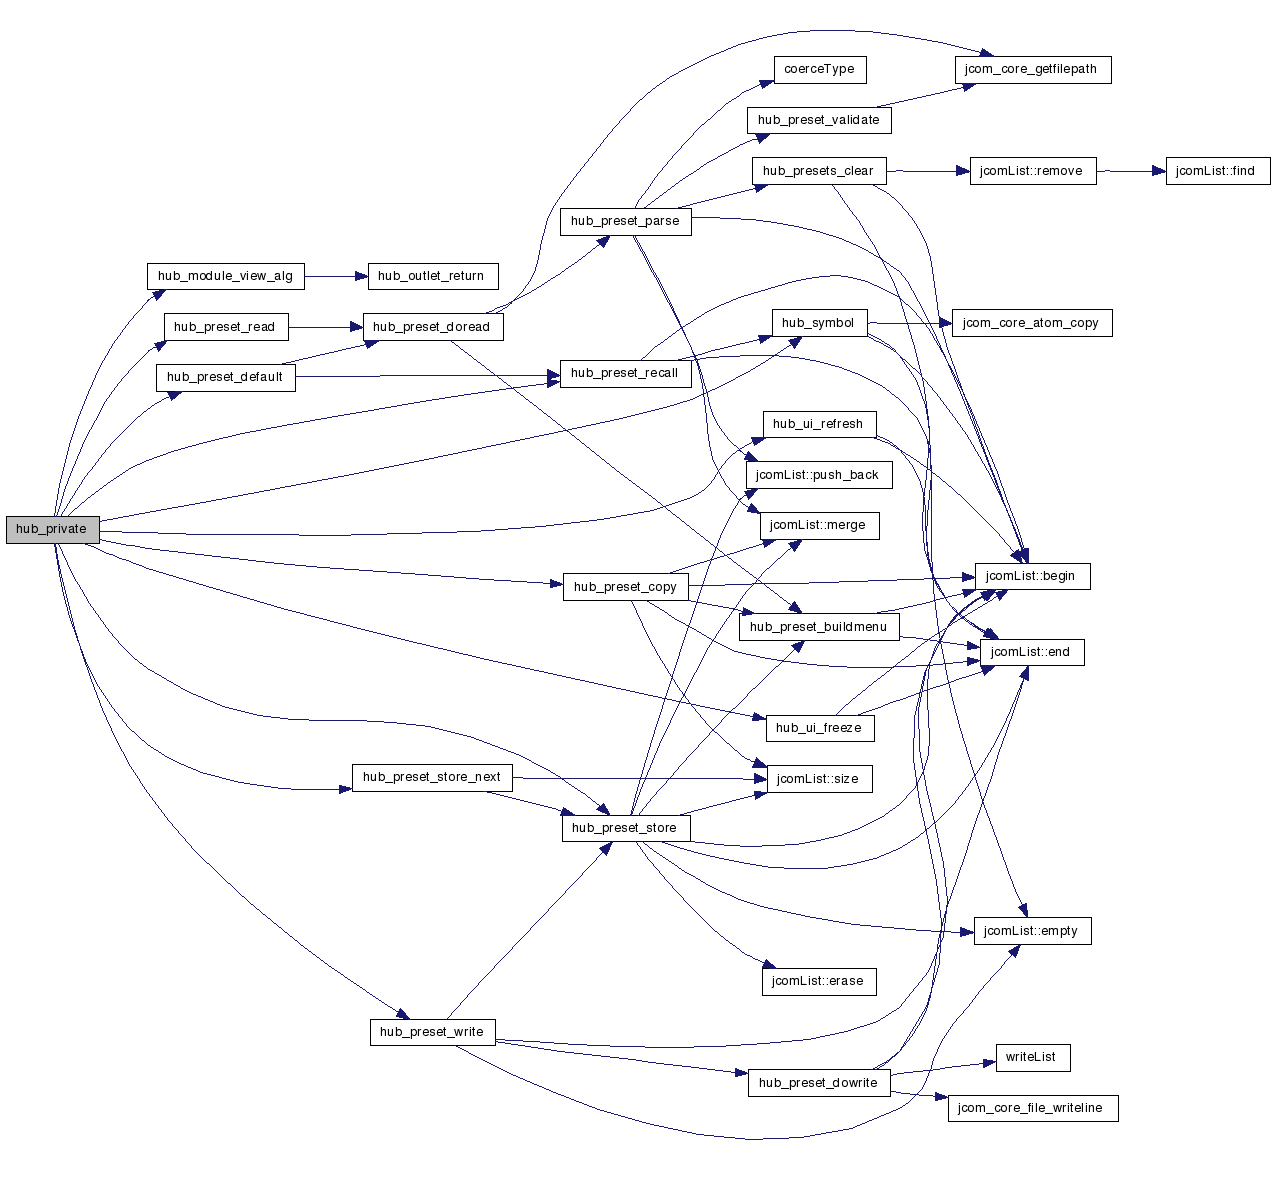 coerceType
jcom_core_getfilepath
hub_preset_validate
hub_presets_clear
jcomList::remove
jcomList::find
hub_preset_parse
hub_module_view_alg
hub_outlet_return
hub_preset_read
hub_preset_doread
hub_symbol
jcom_core_atom_copy
hub_preset_default
hub_preset_recall
hub_ui_refresh
jcomList::push_back
hub_private
jcomList::merge
jcomList::begin
hub_preset_copy
hub_preset_buildmenu
jcomList::end
hub_ui_freeze
hub_preset_store_next
jcomList::size
hub_preset_store
jcomList::empty
jcomList::erase
hub_preset_write
writeList
hub_preset_dowrite
jcom_core_file_writeline